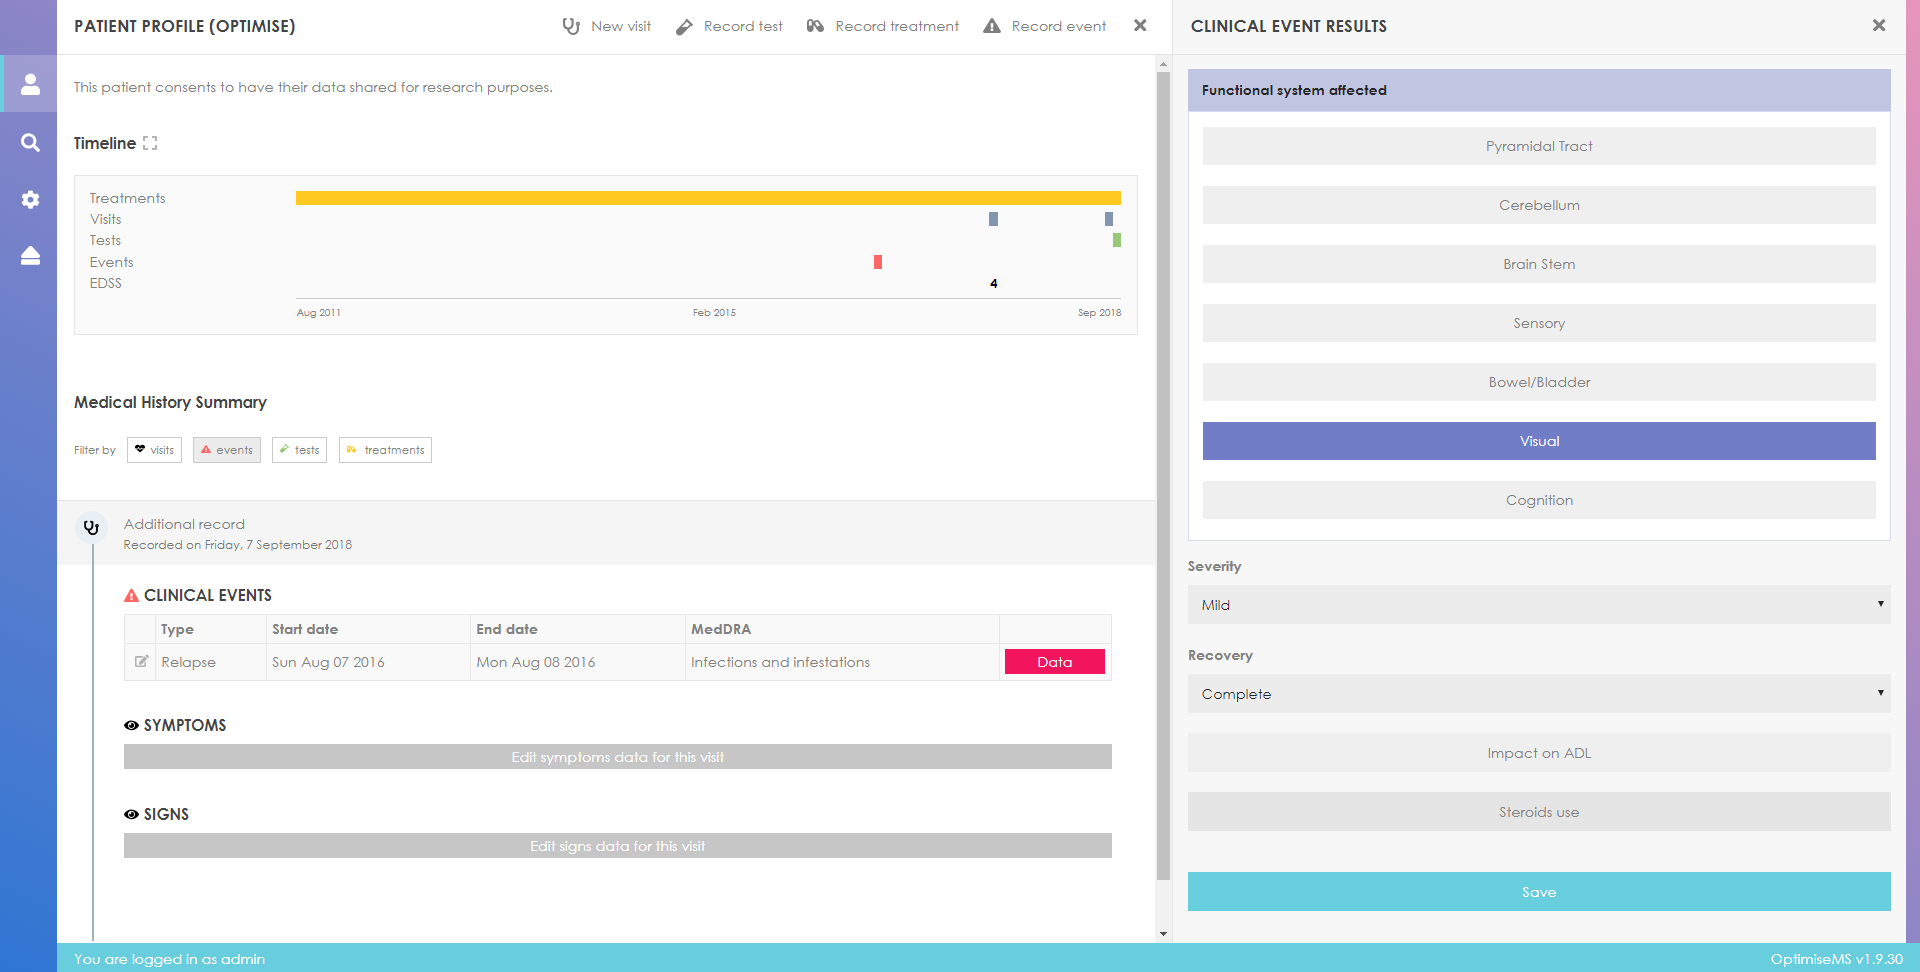 PATIENT PROFILE (OPTIMISE)
New visit
Record test
Record treatment
Record event
This patient consents to have their data shared for research purposes.
Timeline
Treatments
Visits
Tests
Events
EDSS
4
Aug 2011
Feb 2015
Sep 2018
Medical History Summary
Filter by
visits
events
tests
treatments
Additional record
Recorded on Friday, 7 September 2018
CLINICAL EVENTS
Type Start date End date MedDRA
Relapse Sun Aug 07 2016 Mon Aug 08 2016 Infections and infestations Data
SYMPTOMS
Edit symptoms data for this visit
SIGNS
Edit signs data for this visit
CLINICAL EVENT RESULTS
Functional system affected
Pyramidal Tract
Cerebellum
Brain Stem
Sensory
Bowel/Bladder
Visual
Cognition
Severity
Mild
Recovery
Complete
Impact on ADL
Steroids use
Save
You are logged in as admin
OptimiseMS v1.9.30